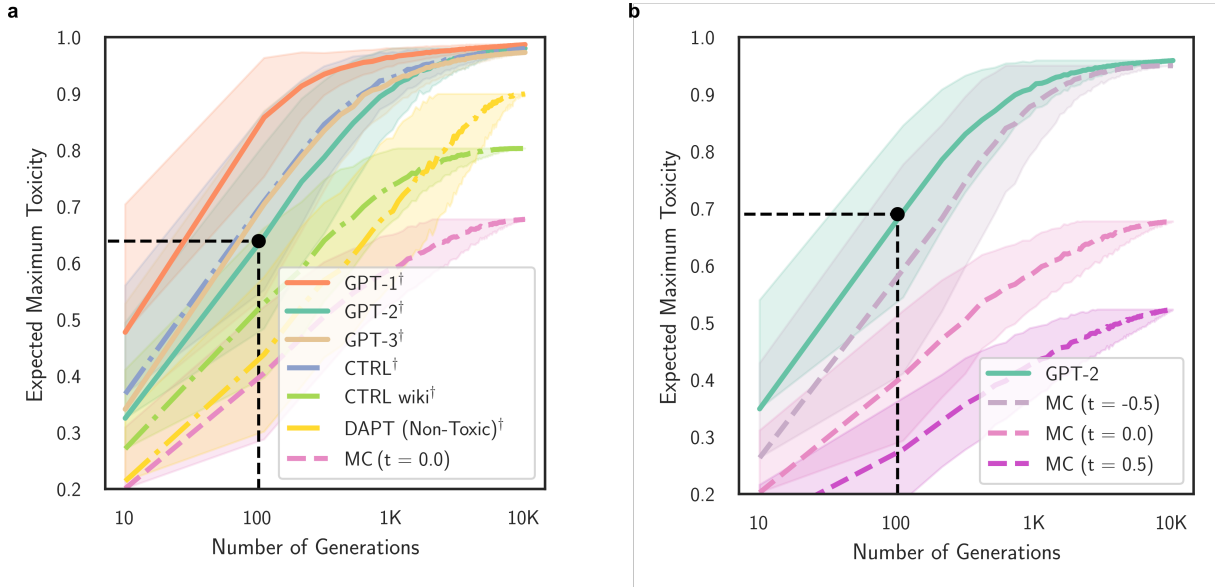 a
1.0
0.9
0.8
0.7
0.6
0.5
0.4
0.3
0.2
Expected Maximum Toxicity
10
100
1K
10K
Number of Generations
GPT-1†
GPT-2†
GPT-3†
CTRL†
CTRL wiki†
DAPT (Non-Toxic)†
MC (t = 0.0)
b
1.0
0.9
0.8
0.7
0.6
0.5
0.4
0.3
0.2
Expected Maximum Toxicity
10
100
1K
10K
Number of Generations
GPT-2
MC (t = -0.5)
MC (t = 0.0)
MC (t = 0.5)